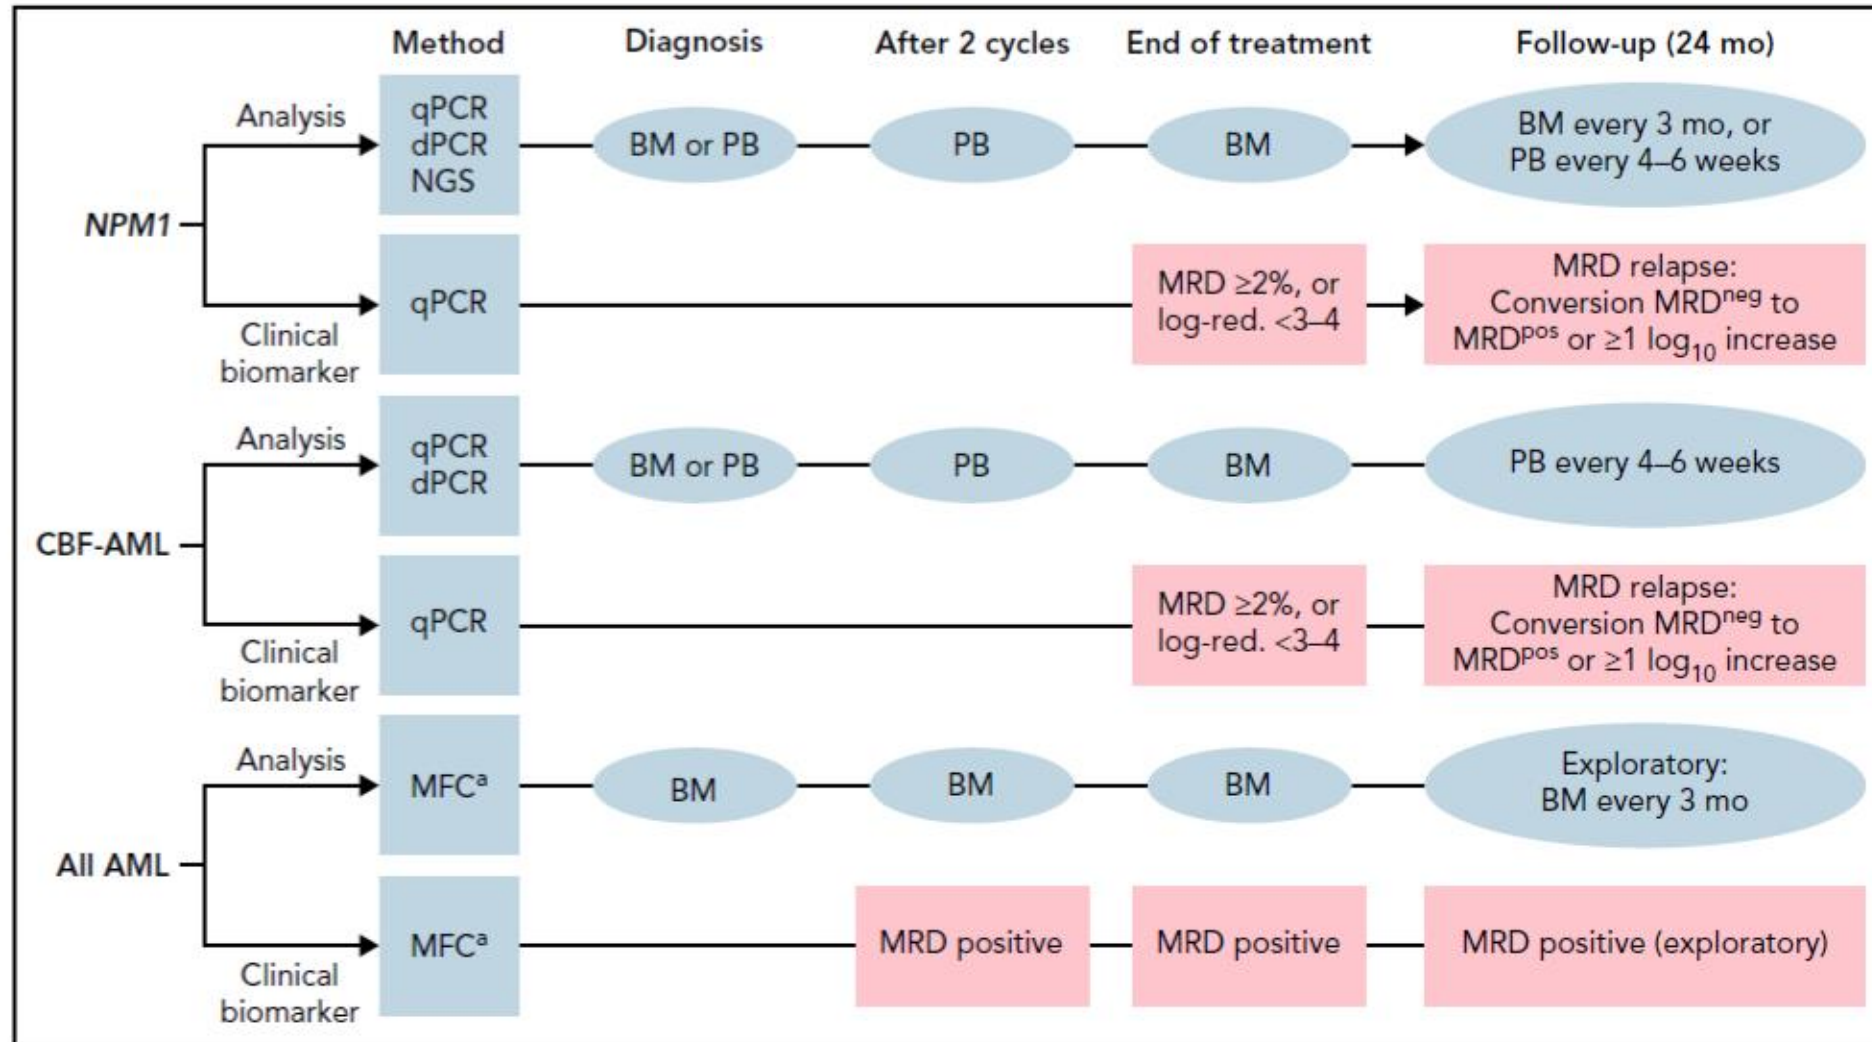 Method Diagnosis After 2 cycles End of treatment Follow-up (24 mo)
NPM1
Analysis
qPCR
dPCR
NGS
BM or PB
PB
BM
BM every 3 mo, or
PB every 4–6 weeks
Clinical
biomarker
qPCR
MRD ≥2%, or
log-red. <3–4
MRD relapse:
Conversion MRDneg to
MRDpos or ≥1 log10 increase
CBF-AML
Analysis
qPCR
dPCR
BM or PB
PB
BM
PB every 4–6 weeks
Clinical
biomarker
qPCR
MRD ≥2%, or
log-red. <3–4
MRD relapse:
Conversion MRDneg to
MRDpos or ≥1 log10 increase
All AML
Analysis
MFCa
BM
BM
BM
Exploratory:
BM every 3 mo
Clinical
biomarker
MFCa
MRD positive
MRD positive
MRD positive (exploratory)